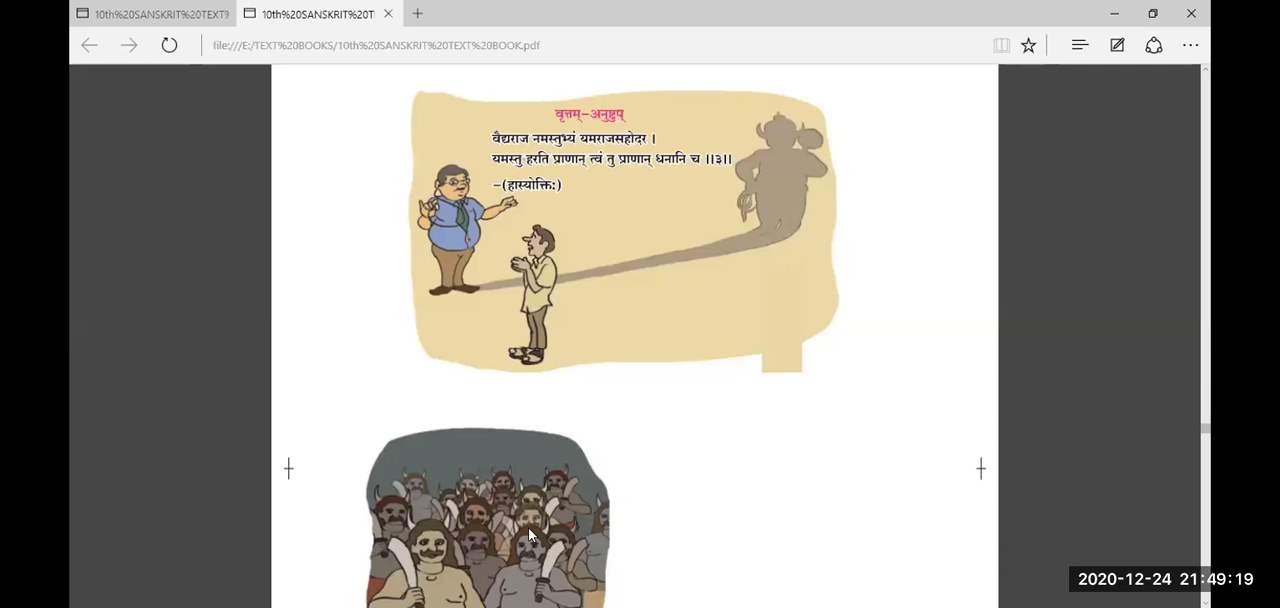 10th%20SANSKRIT%20TEXT%
10th%20SANSKRIT%20TI
file:///E:/TEXT%20BOOKS/10th%20SANSKRIT%20TEXT%20BOOK.pdf
वृत्तम्-अनुष्टुप्
वैद्यराज नमस्तुभ्यं यमराजसहोदर ।
यमस्तु हरति प्राणान् त्वं तु प्राणान् धनानि च ॥३॥
-(हास्योक्तिः)
2020-12-24 21:49:19